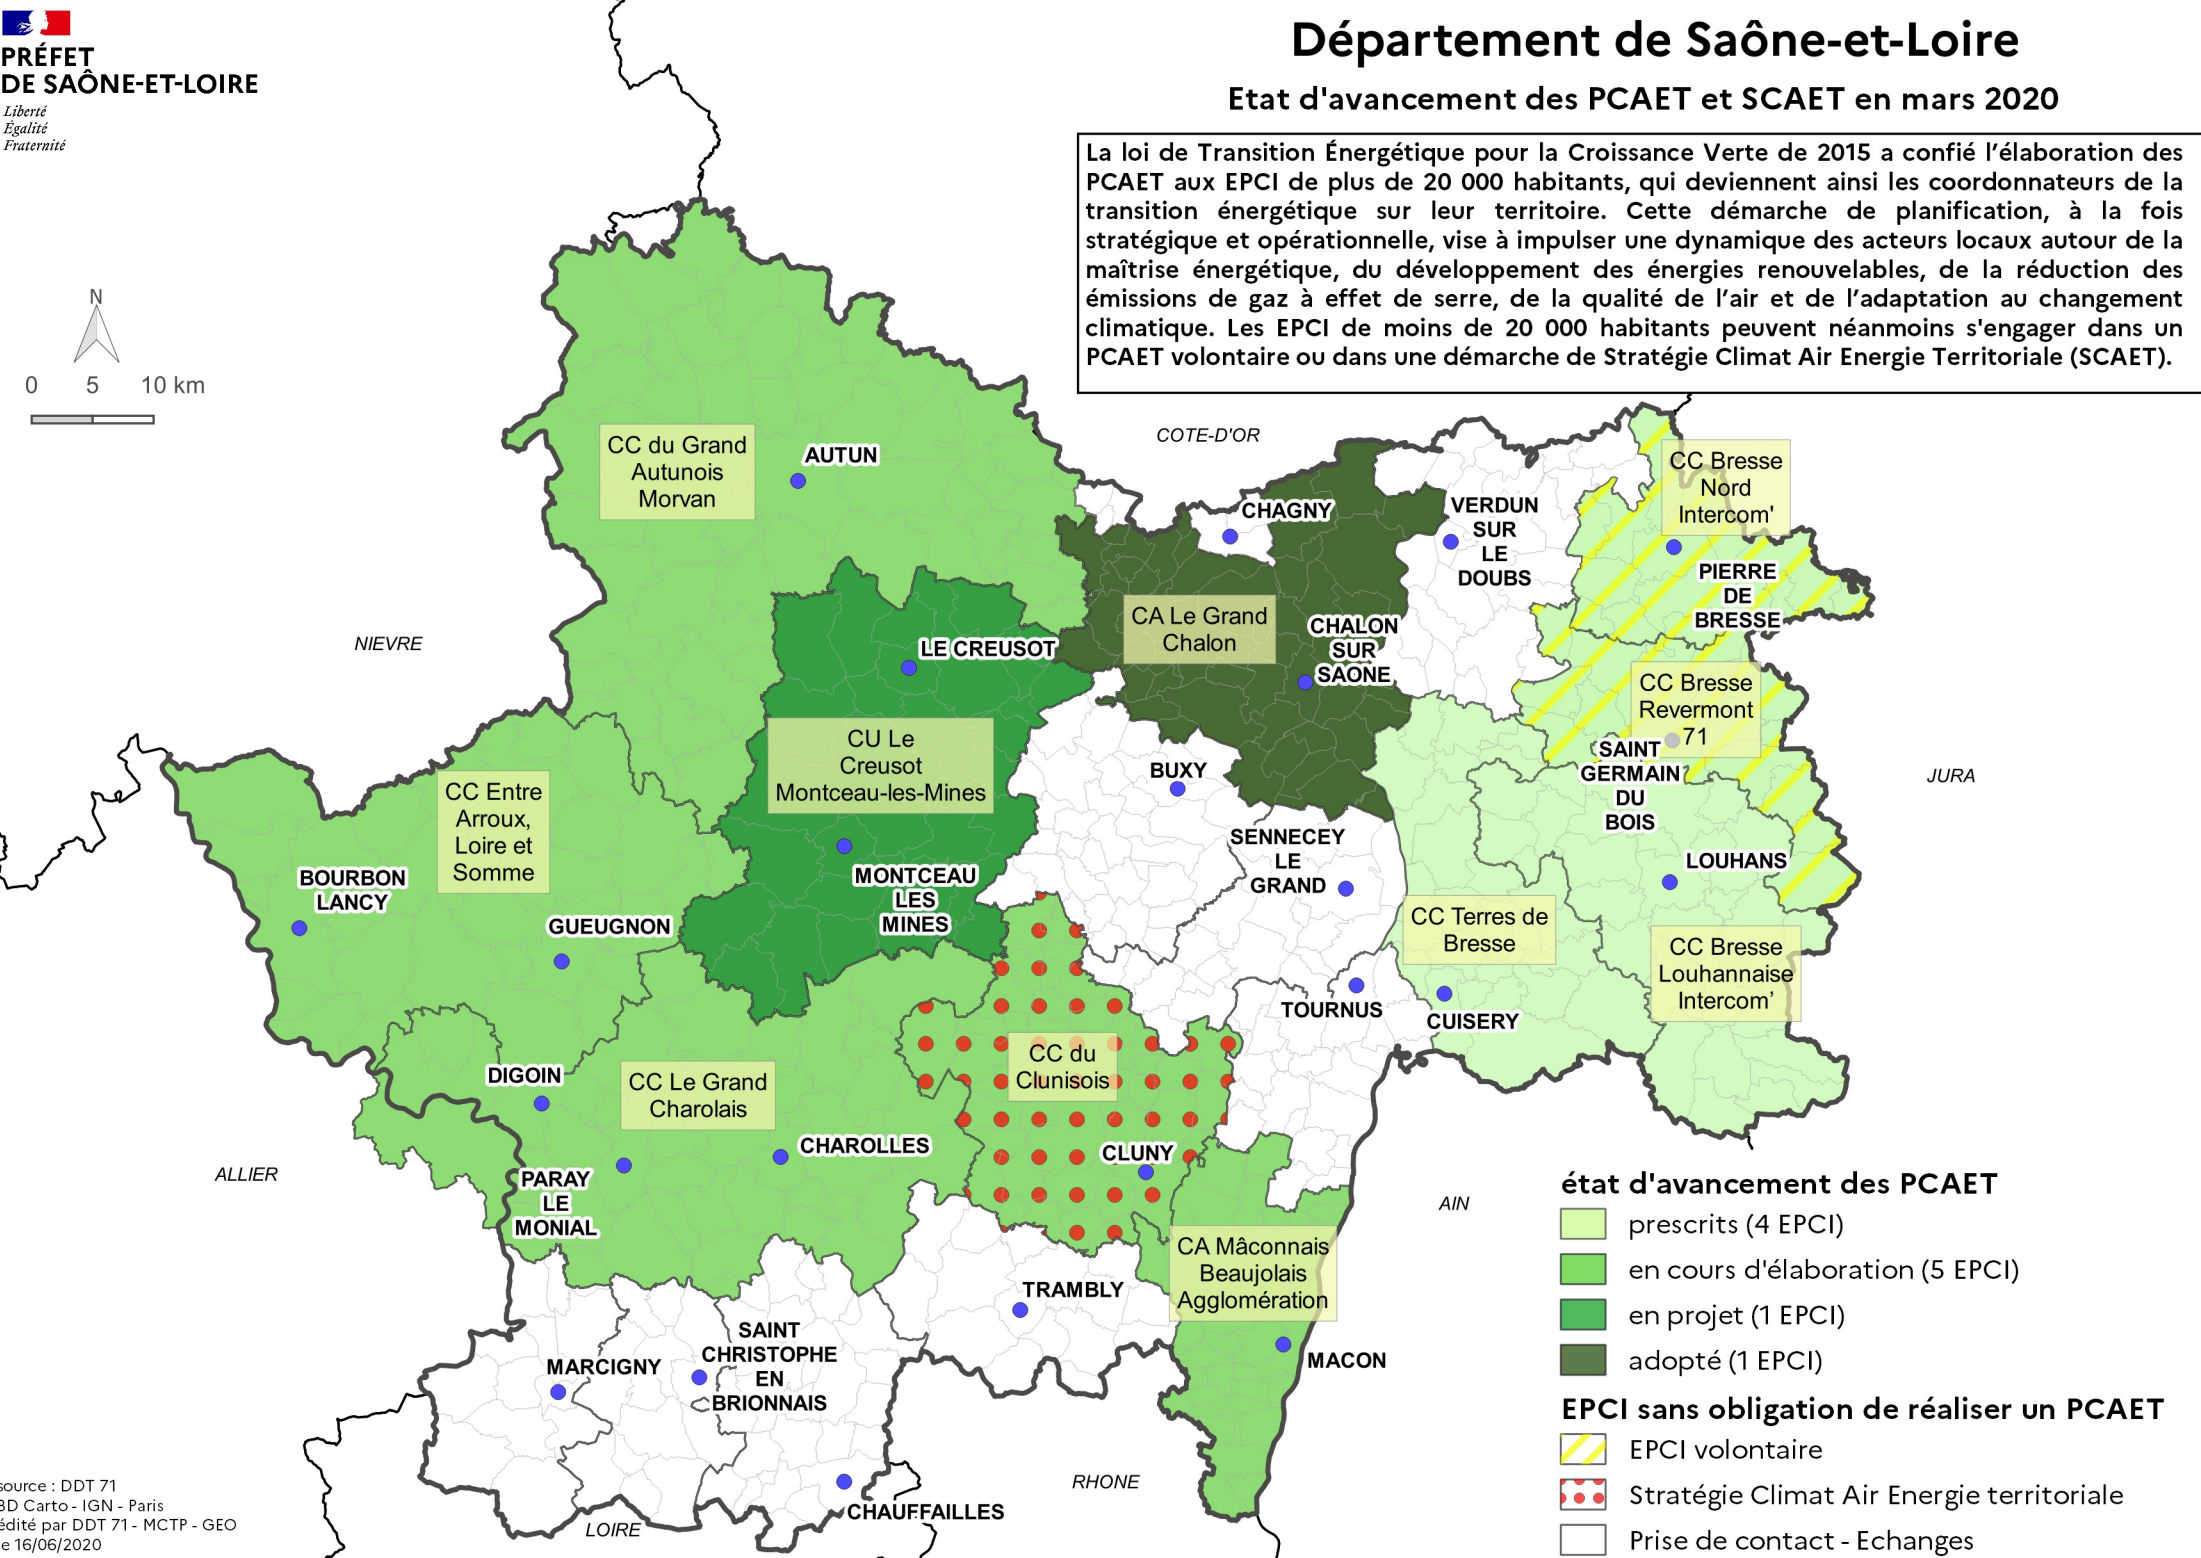 PRÉFET
DE SAÔNE-ET-LOIRE
Liberté
Égalité
Fraternité
Département de Saône-et-Loire
Etat d'avancement des PCAET et SCAET en mars 2020
La loi de Transition Énergétique pour la Croissance Verte de 2015 a confié l’élaboration des
PCAET aux EPCI de plus de 20 000 habitants, qui deviennent ainsi les coordonnateurs de la
transition énergétique sur leur territoire. Cette démarche de planification, à la fois
stratégique et opérationnelle, vise à impulser une dynamique des acteurs locaux autour de la
maîtrise énergétique, du développement des énergies renouvelables, de la réduction des
émissions de gaz à effet de serre, de la qualité de l’air et de l’adaptation au changement
climatique. Les EPCI de moins de 20 000 habitants peuvent néanmoins s'engager dans un
PCAET volontaire ou dans une démarche de Stratégie Climat Air Energie Territoriale (SCAET).
N
0 5 10 km
COTE-D'OR
CC du Grand
Autunois
Morvan
AUTUN
CHAGNY
VERDUN
SUR
LE
DOUBS
CC Bresse
Nord
Intercom'
PIERRE
DE
BRESSE
NIEVRE
LE CREUSOT
CA Le Grand
Chalon
CHALON
SUR
SAONE
CC Bresse
Revermont
71
SAINT
GERMAIN
DU
BOIS
JURA
CU Le
Creusot
Montceau-les-Mines
BUXY
CC Entre
Arroux,
Loire et
Somme
BOURBON
LANCY
GUEUGNON
MONTCEAU
LES
MINES
SENNECEY
LE
GRAND
LOUHANS
CC Terres de
Bresse
CC Bresse
Louhannaise
Intercom’
TOURNUS
CUISERY
DIGOIN
CC Le Grand
Charolais
CC du
Clunisois
CHAROLLES
CLUNY
ALLIER
PARAY
LE
MONIAL
AIN
CA Mâconnais
Beaujolais
Agglomération
TRAMBLY
MACON
MARCIGNY
SAINT
CHRISTOPHE
EN
BRIONNAIS
RHONE
CHAUFFAILLES
LOIRE
état d'avancement des PCAET
prescrits (4 EPCI)
en cours d'élaboration (5 EPCI)
en projet (1 EPCI)
adopté (1 EPCI)
EPCI sans obligation de réaliser un PCAET
EPCI volontaire
Stratégie Climat Air Energie territoriale
Prise de contact - Echanges
source : DDT 71
BD Carto - IGN - Paris
édité par DDT 71 - MCTP - GEO
le 16/06/2020